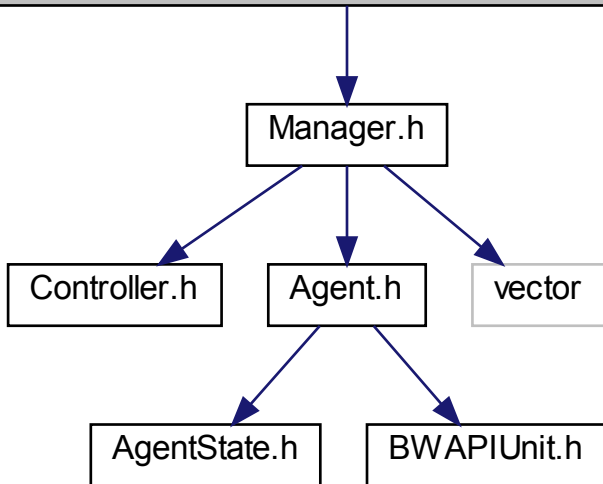 Manager.h
Controller.h
Agent.h
vector
AgentState.h
BWAPIUnit.h